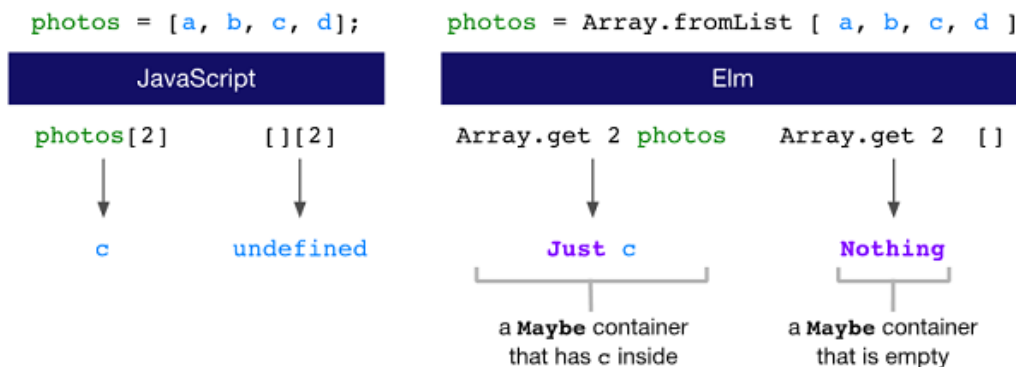 photos = [a, b, c, d];
photos = Array.fromList [ a, b, c, d ]
JavaScript
Elm
photos[2]
[][2]
Array.get 2 photos
Array.get 2 []
c
undefined
Just c
Nothing
a Maybe container
that has c inside
a Maybe container
that is empty